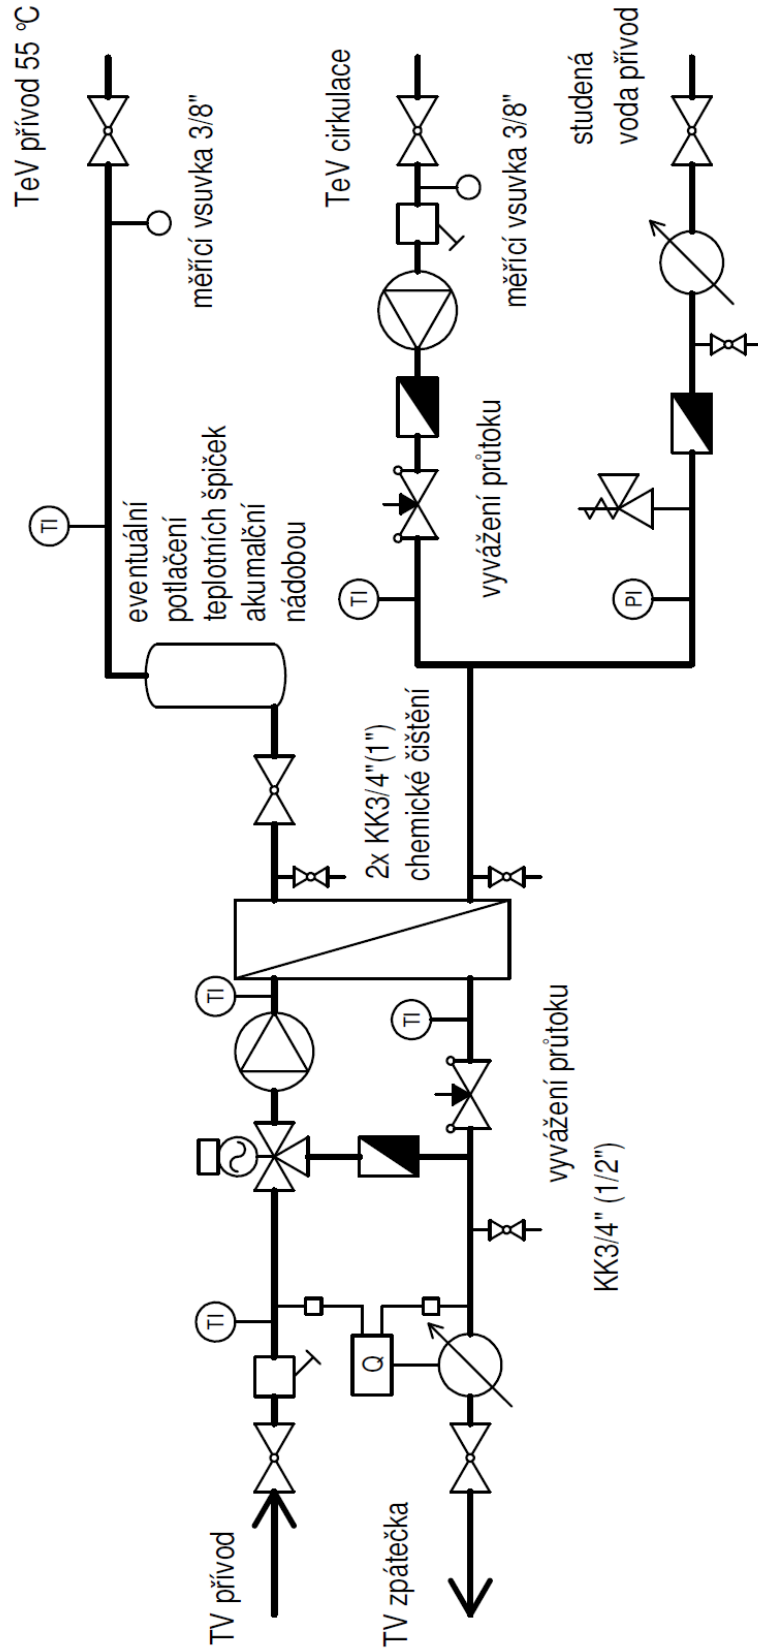 TeV přívod 55 °C
měřící vsuvka 3/8"
TI
eventuální
potlačení
teplotních špiček
akumalční
nádobou
TeV cirkulace
měřící vsuvka 3/8"
vyvážení průtoku
TI
studená
voda přívod
PI
2x KK3/4"(1")
chemické čištění
TI
TI
vyvážení průtoku
KK3/4" (1/2")
TI
Q
TV přívod
TV zpátečka